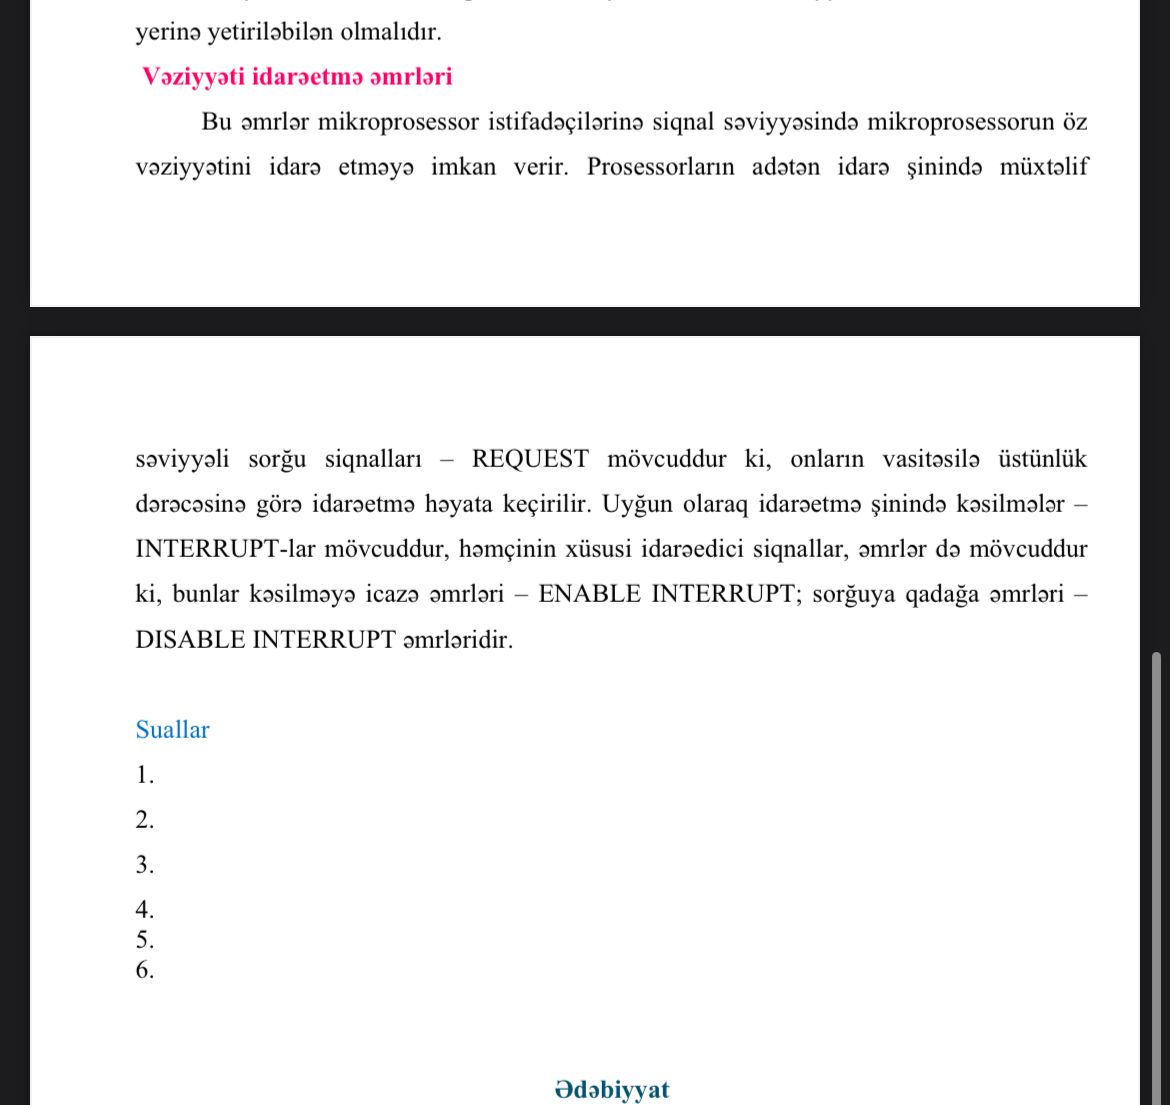 yerinə yetiriləbilən olmalıdır.
Vəziyyəti idarəetmə əmrləri
Bu əmrlər mikroprosessor istifadəçilərinə siqnal səviyyəsində mikroprosessorun öz
vəziyyətini idarə etməyə imkan verir. Prosessorların adətən idarə şinində müxtəlif
səviyyəli sorğu siqnalları – REQUEST mövcuddur ki, onların vasitəsilə üstünlük
dərəcəsinə görə idarəetmə həyata keçirilir. Uyğun olaraq idarəetmə şinində kəsilmələr –
INTERRUPT-lar mövcuddur, həmçinin xüsusi idarəedici siqnallar, əmrlər də mövcuddur
ki, bunlar kəsilməyə icazə əmrləri – ENABLE INTERRUPT; sorğuya qadağa əmrləri –
DISABLE INTERRUPT əmrləridir.
Suallar
1.
2.
3.
4.
5.
6.
Ədəbiyyat